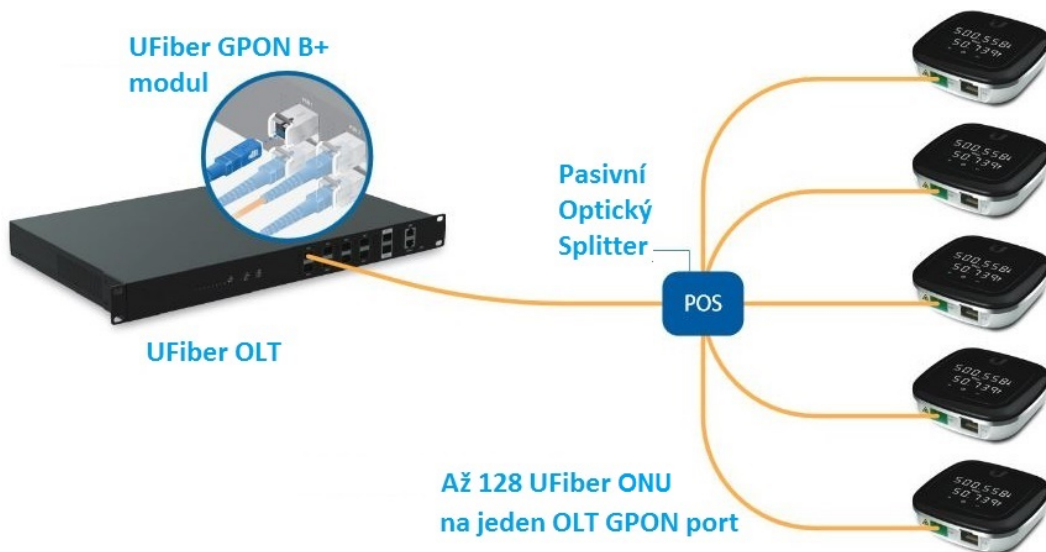 UFiber GPON B+
modul
Pasivní
Optický
Splitter
POS
UFiber OLT
Až 128 UFiber ONU
na jeden OLT GPON port